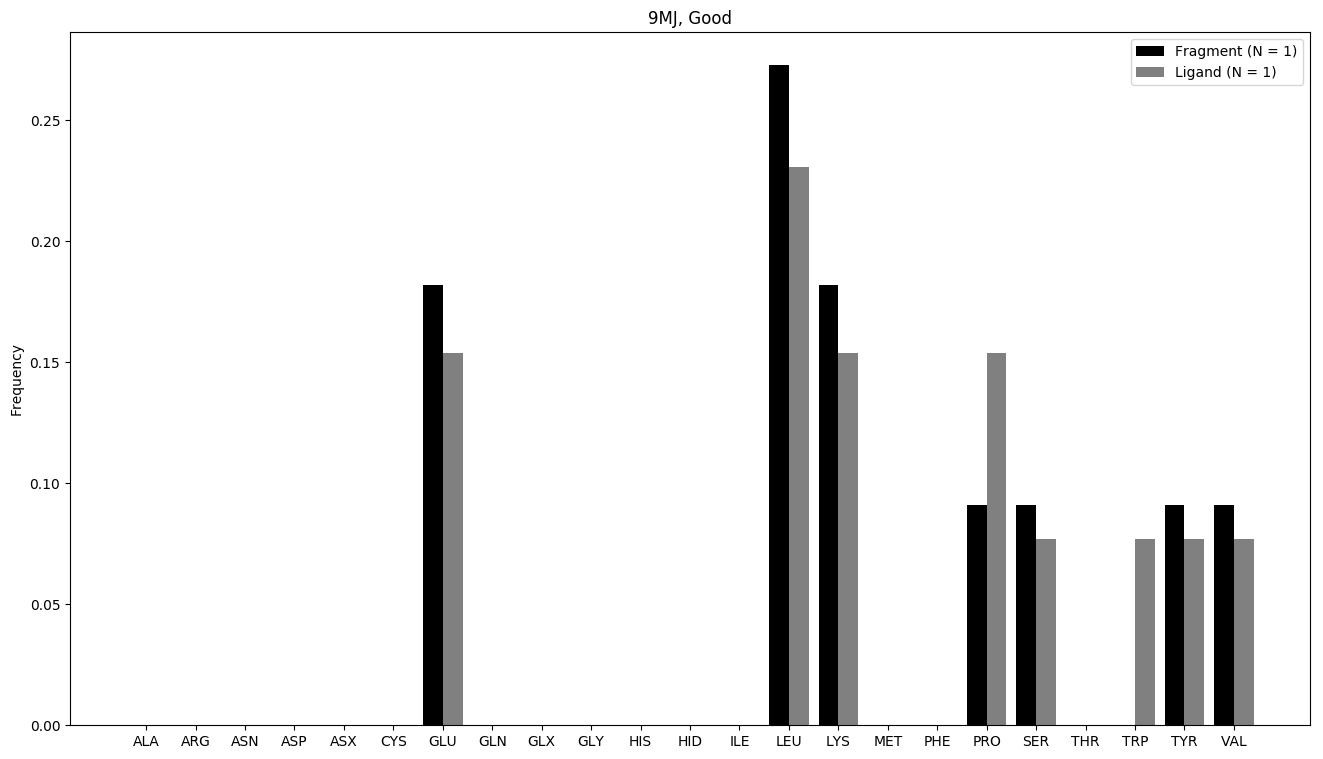 9MJ, Good
Fragment (N = 1)
Ligand (N = 1)
Frequency
0.25
0.20
0.15
0.10
0.05
0.00
ALA ARG ASN ASP ASX CYS GLU GLN GLX GLY HIS HID ILE LEU LYS MET PHE PRO SER THR TRP TYR VAL